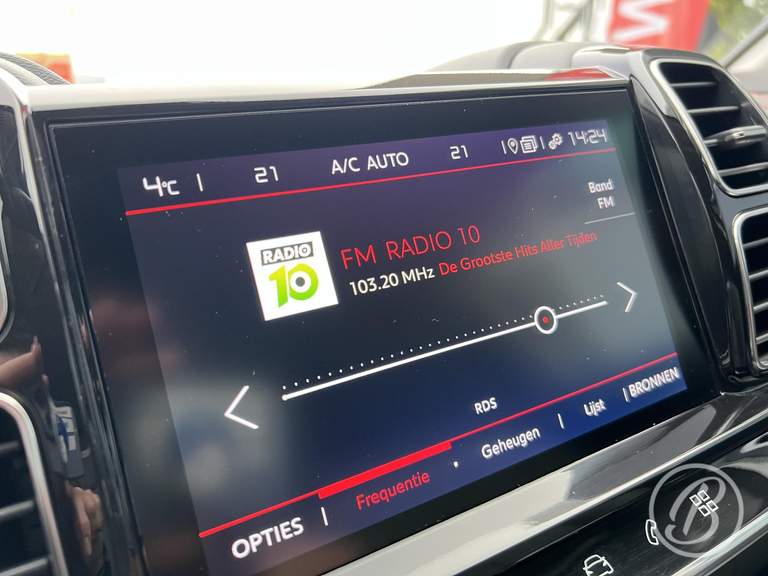 4°C | 21 A/C AUTO 21 14:24
Band
FM
RADIO
10
FM RADIO 10
103.20 MHz De Grootste Hits Aller Tijden
RDS
OPTIES | Frequentie Geheugen | Lijst | BRONNEN
B